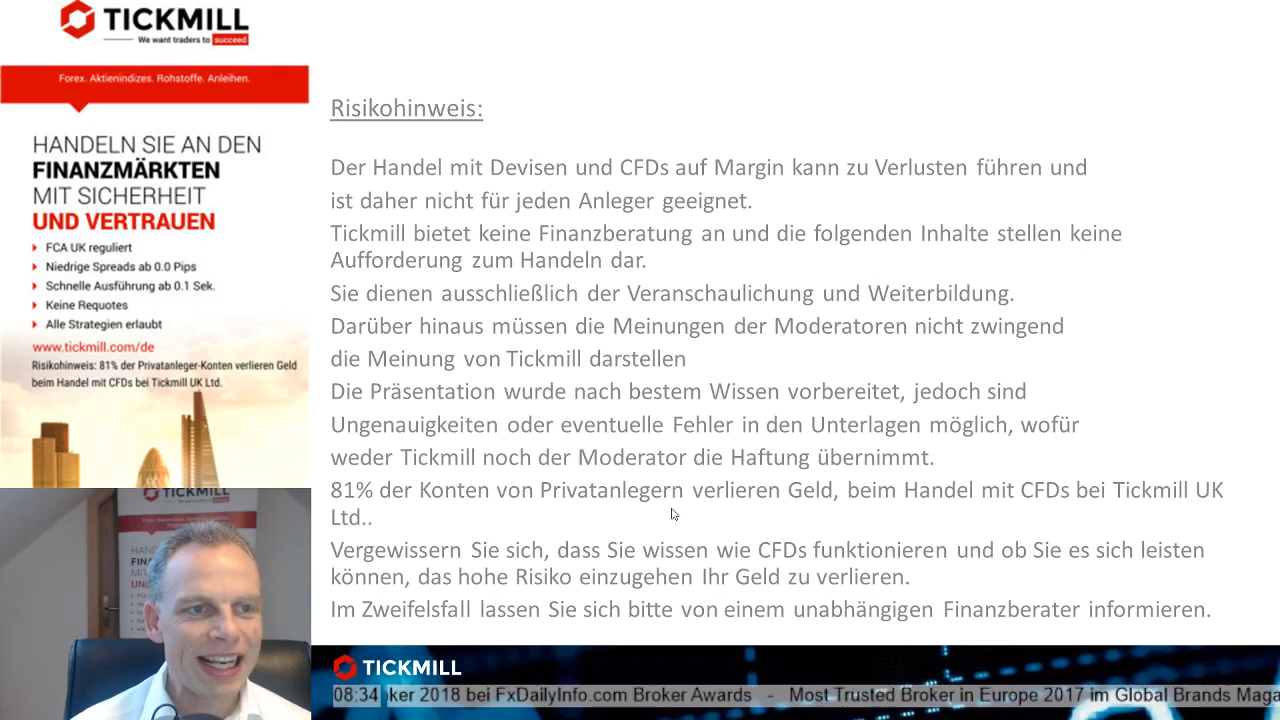 TICKMILL
We want traders to succeed
Forex. Aktienindizes. Rohstoffe. Anleihen.
HANDELN SIE AN DEN
FINANZMÄRKTEN
MIT SICHERHEIT
UND VERTRAUEN
FCA UK reguliert
Niedrige Spreads ab 0.0 Pips
Schnelle Ausführung ab 0.1 Sek.
Keine Requotes
Alle Strategien erlaubt
www.tickmill.com/de
Risikohinweis: 81% der Privatanleger-Konten verlieren Geld
beim Handel mit CFDs bei Tickmill UK Ltd.
Risikohinweis:
Der Handel mit Devisen und CFDs auf Margin kann zu Verlusten führen und
ist daher nicht für jeden Anleger geeignet.
Tickmill bietet keine Finanzberatung an und die folgenden Inhalte stellen keine
Aufforderung zum Handeln dar.
Sie dienen ausschließlich der Veranschaulichung und Weiterbildung.
Darüber hinaus müssen die Meinungen der Moderatoren nicht zwingend
die Meinung von Tickmill darstellen
Die Präsentation wurde nach bestem Wissen vorbereitet, jedoch sind
Ungenauigkeiten oder eventuelle Fehler in den Unterlagen möglich, wofür
weder Tickmill noch der Moderator die Haftung übernimmt.
81% der Konten von Privatanlegern verlieren Geld, beim Handel mit CFDs bei Tickmill UK
Ltd..
Vergewissern Sie sich, dass Sie wissen wie CFDs funktionieren und ob Sie es sich leisten
können, das hohe Risiko einzugehen Ihr Geld zu verlieren.
Im Zweifelsfall lassen Sie sich bitte von einem unabhängigen Finanzberater informieren.
TICKMILL
TICKMILL
08:34 ker 2018 bei FxDailyInfo.com Broker Awards - Most Trusted Broker in Europe 2017 im Global Brands Maga